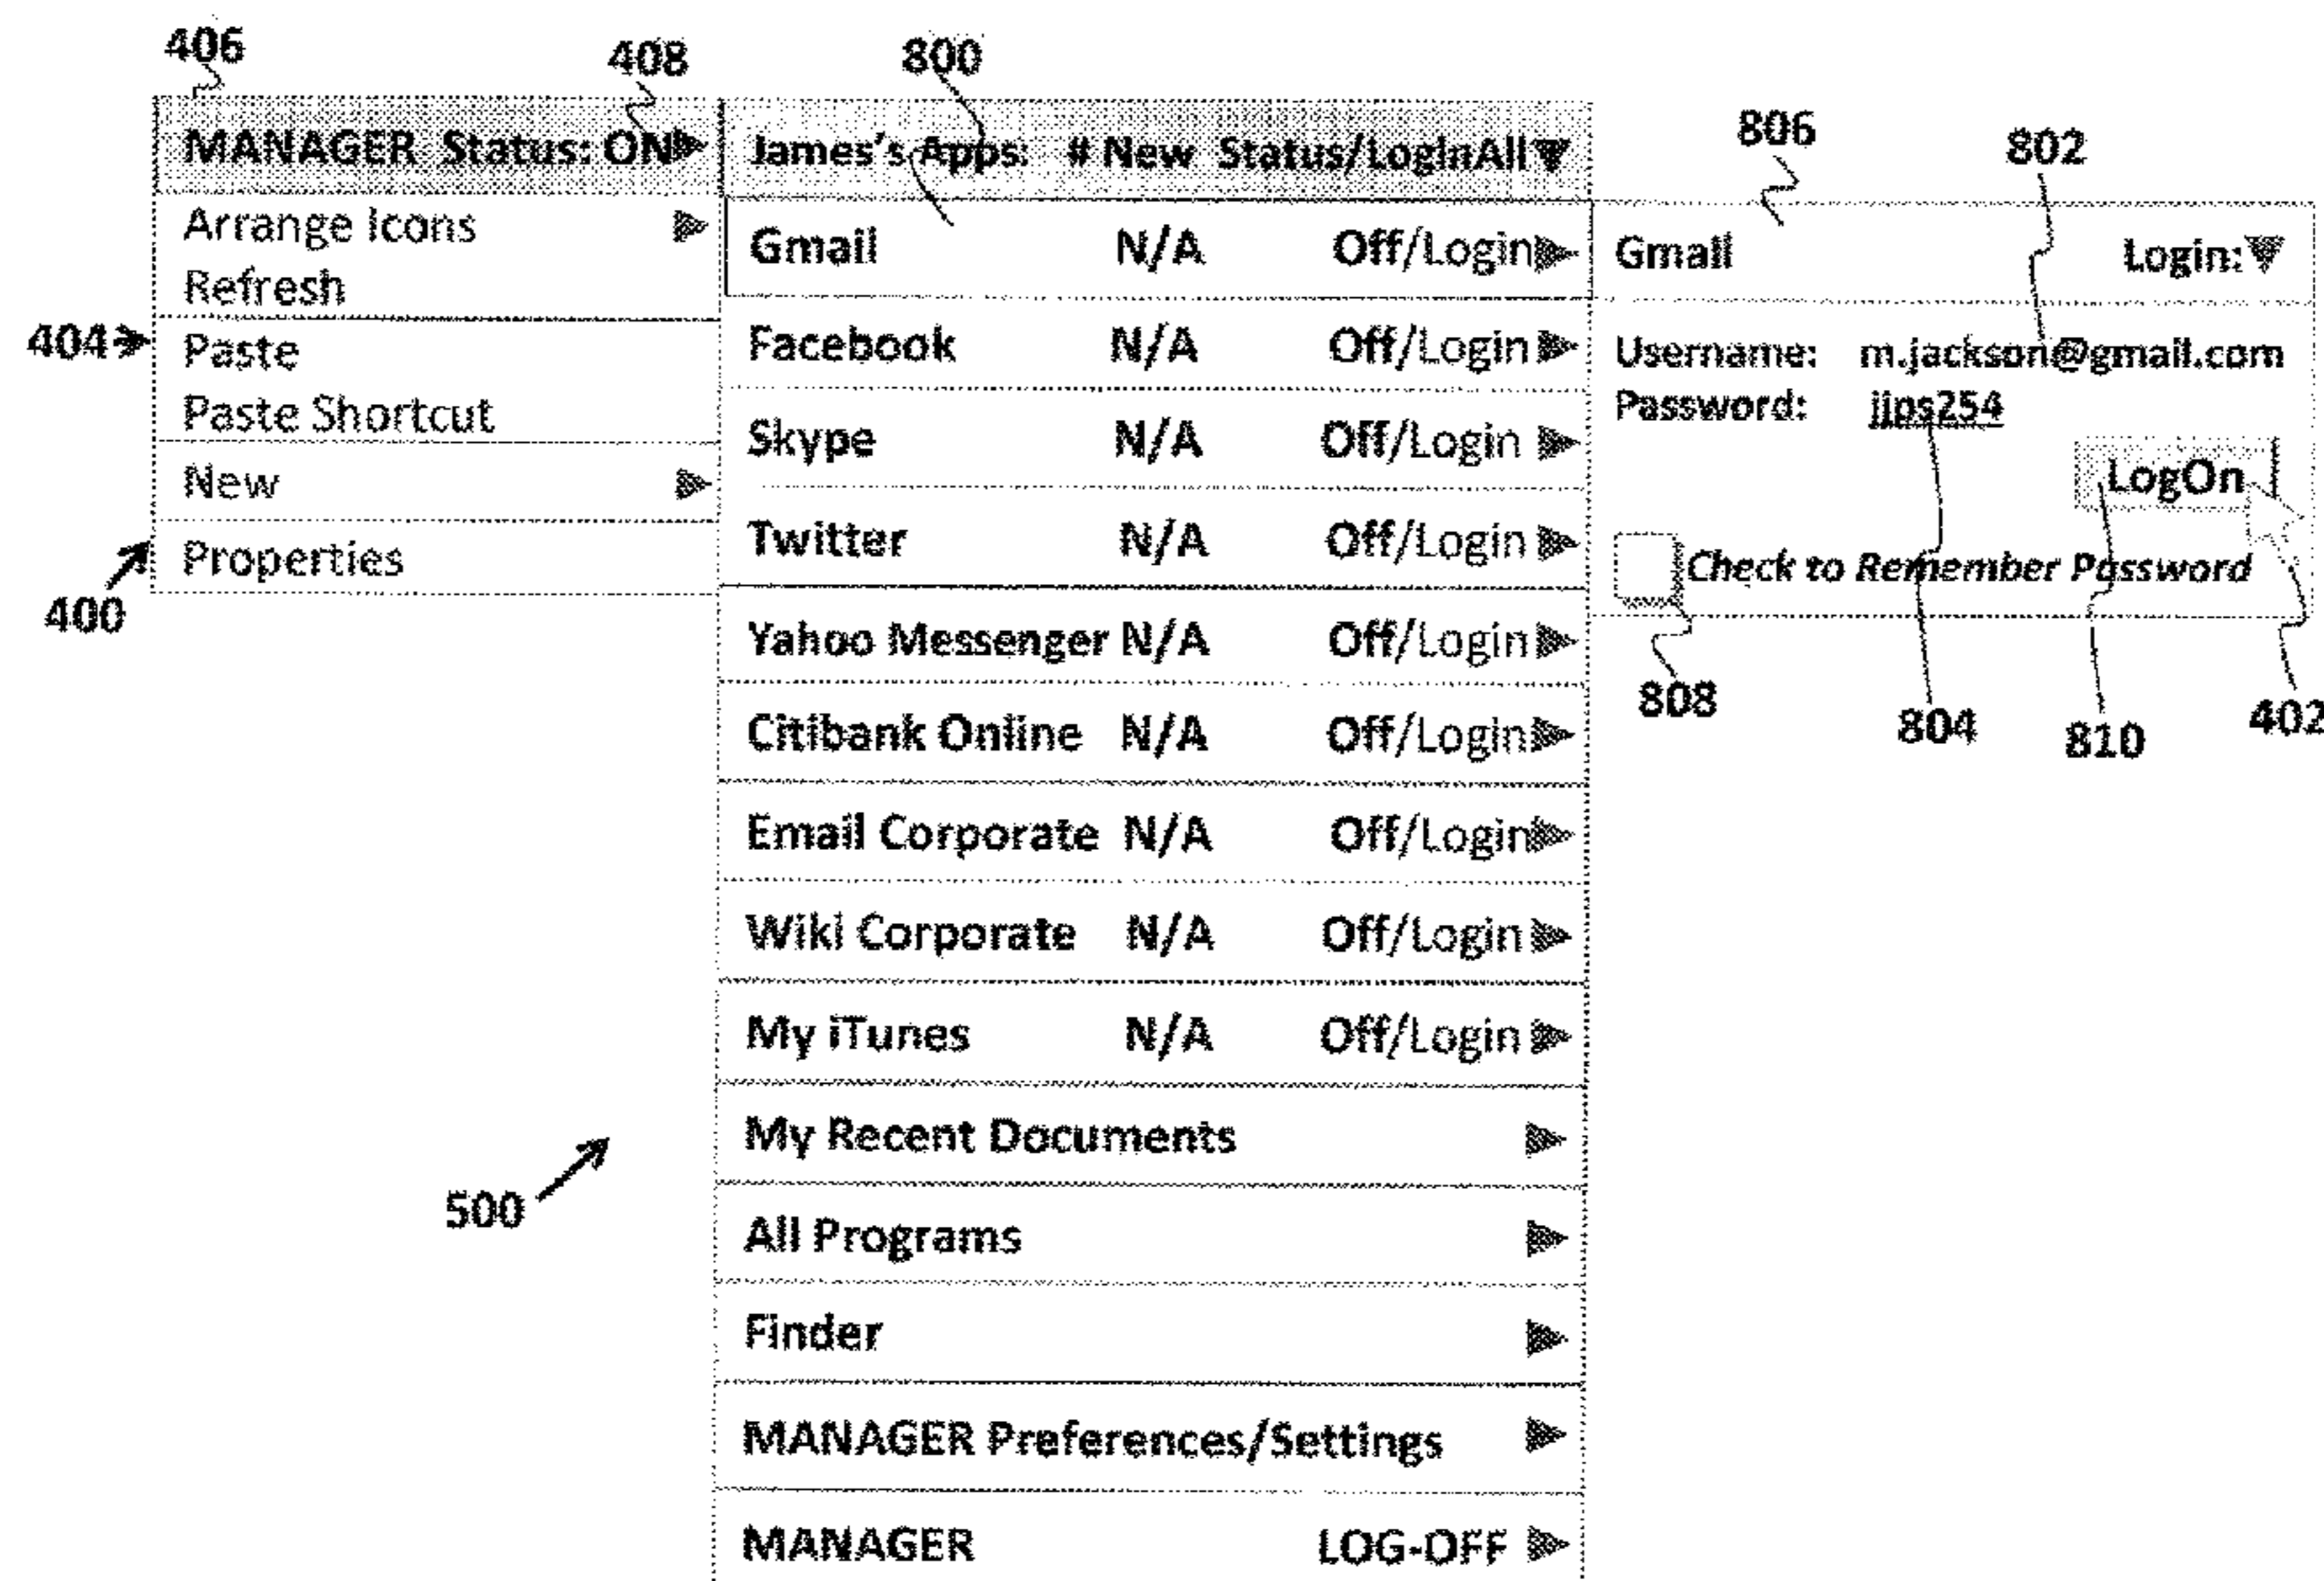 406
408
800
806
802
MANAGER Status: ON
Arrange Icons
Refresh
404
Paste
Paste Shortcut
New
Properties
400
James's Apps: # New Status/LoginAll
Gmail N/A Off/Login
Facebook N/A Off/Login
Skype N/A Off/Login
Twitter N/A Off/Login
Yahoo Messenger N/A Off/Login
Citibank Online N/A Off/Login
Email Corporate N/A Off/Login
Wiki Corporate N/A Off/Login
My iTunes N/A Off/Login
My Recent Documents
All Programs
Finder
MANAGER Preferences/Settings
MANAGER LOG-OFF
500
Gmail Login:
Username: m.jackson@gmail.com
Password: jjps254
LogOn
Check to Remember Password
808
804
810
402